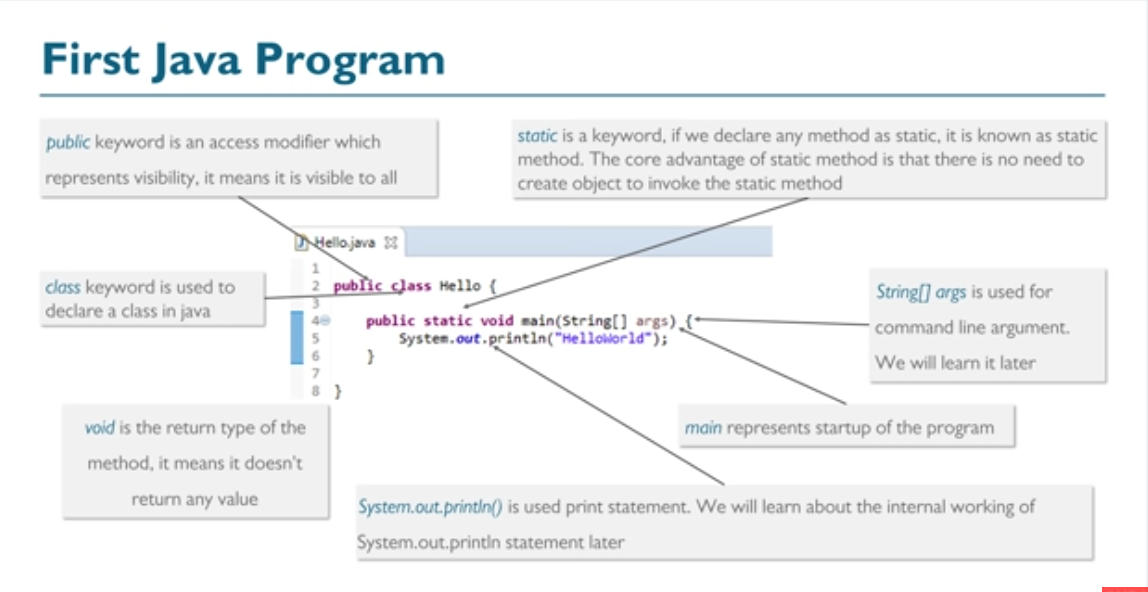 First Java Program
public keyword is an access modifier which
represents visibility, it means it is visible to all
static is a keyword, if we declare any method as static, it is known as static
method. The core advantage of static method is that there is no need to
create object to invoke the static method
Hello.java
class keyword is used to
declare a class in java
1
2 public class Hello {
3
4 public static void main(String[] args) {
5 System.out.println("HelloWorld");
6 }
7
8 }
String[] args is used for
command line argument.
We will learn it later
void is the return type of the
method, it means it doesn't
return any value
main represents startup of the program
System.out.println() is used print statement. We will learn about the internal working of
System.out.println statement later